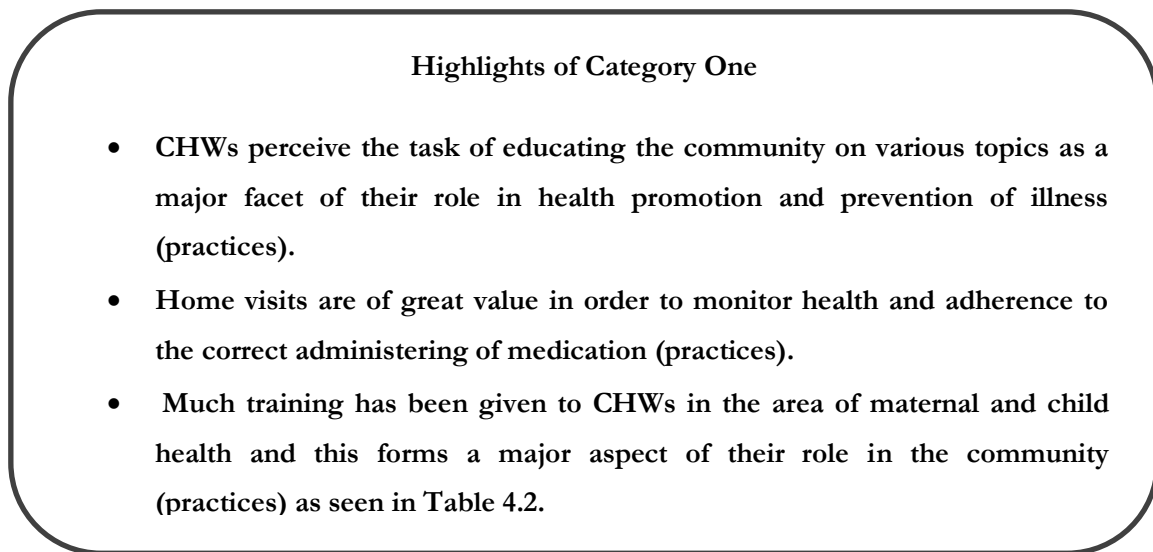 Highlights of Category One
• CHWs perceive the task of educating the community on various topics as a
major facet of their role in health promotion and prevention of illness
(practices).
• Home visits are of great value in order to monitor health and adherence to
the correct administering of medication (practices).
• Much training has been given to CHWs in the area of maternal and child
health and this forms a major aspect of their role in the community
(practices) as seen in Table 4.2.